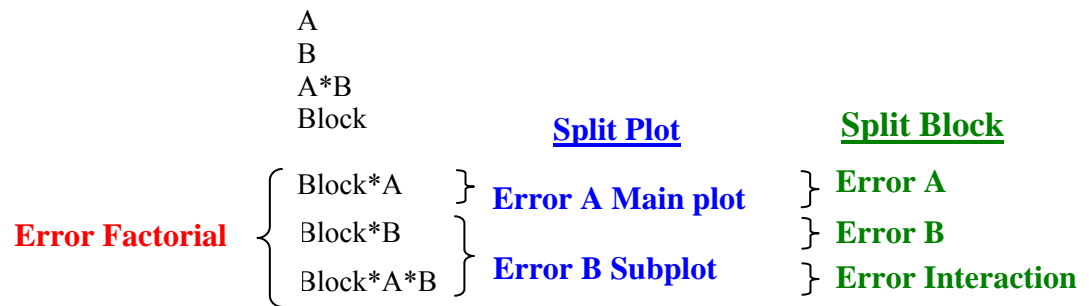 A
B
A*B
Block
Split Plot
Split Block
Block*A
Error A Main plot
Error A
Error Factorial
Block*B
Error B
Block*A*B
Error B Subplot
Error Interaction